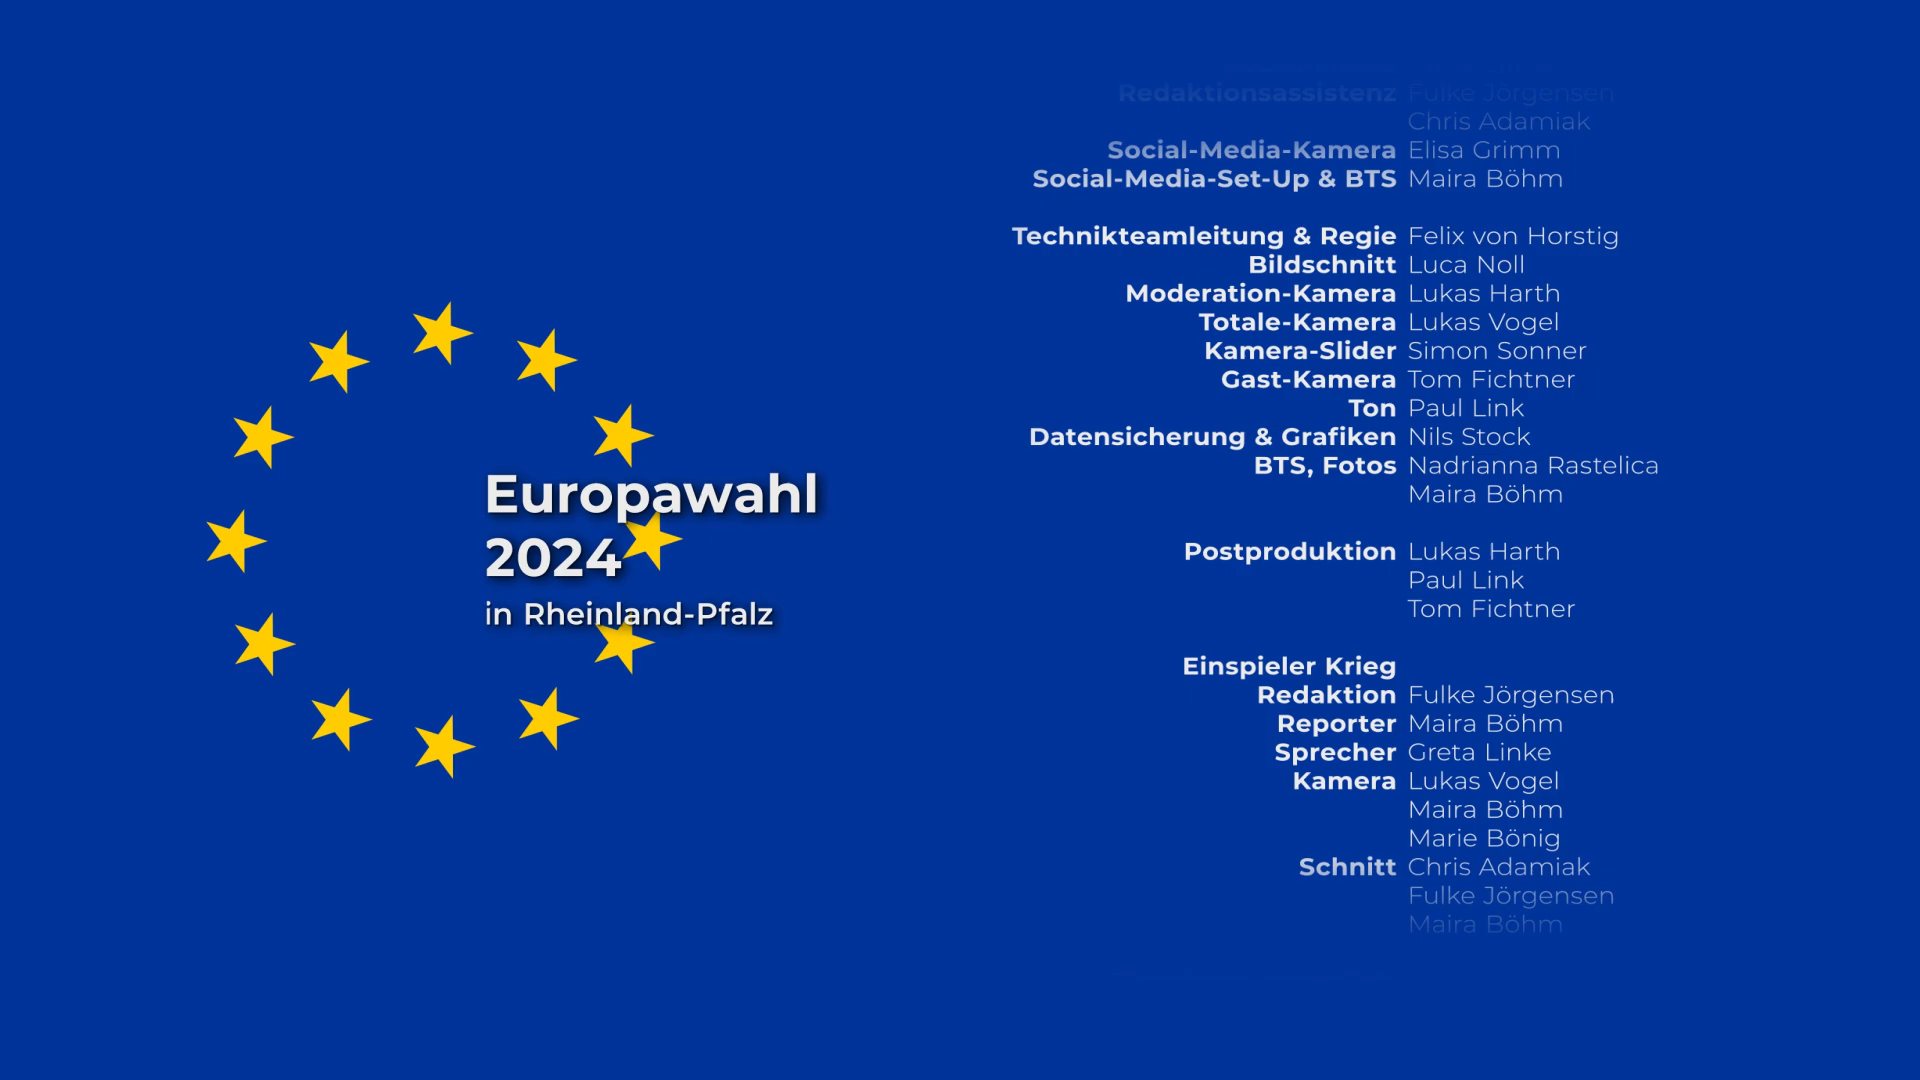 Europawahl
2024
in Rheinland-Pfalz
Redaktionsassistenz Fulke Jörgensen
Chris Adamiak
Social-Media-Kamera Elisa Grimm
Social-Media-Set-Up & BTS Maira Böhm
Technikteamleitung & Regie Felix von Horstig
Bildschnitt Luca Noll
Moderation-Kamera Lukas Harth
Totale-Kamera Lukas Vogel
Kamera-Slider Simon Sonner
Gast-Kamera Tom Fichtner
Ton Paul Link
Datensicherung & Grafiken Nils Stock
BTS, Fotos Nadrianna Rastelica
Maira Böhm
Postproduktion Lukas Harth
Paul Link
Tom Fichtner
Einspieler Krieg
Redaktion Fulke Jörgensen
Reporter Maira Böhm
Sprecher Greta Linke
Kamera Lukas Vogel
Maira Böhm
Marie Bönig
Schnitt Chris Adamiak
Fulke Jörgensen
Maira Böhm